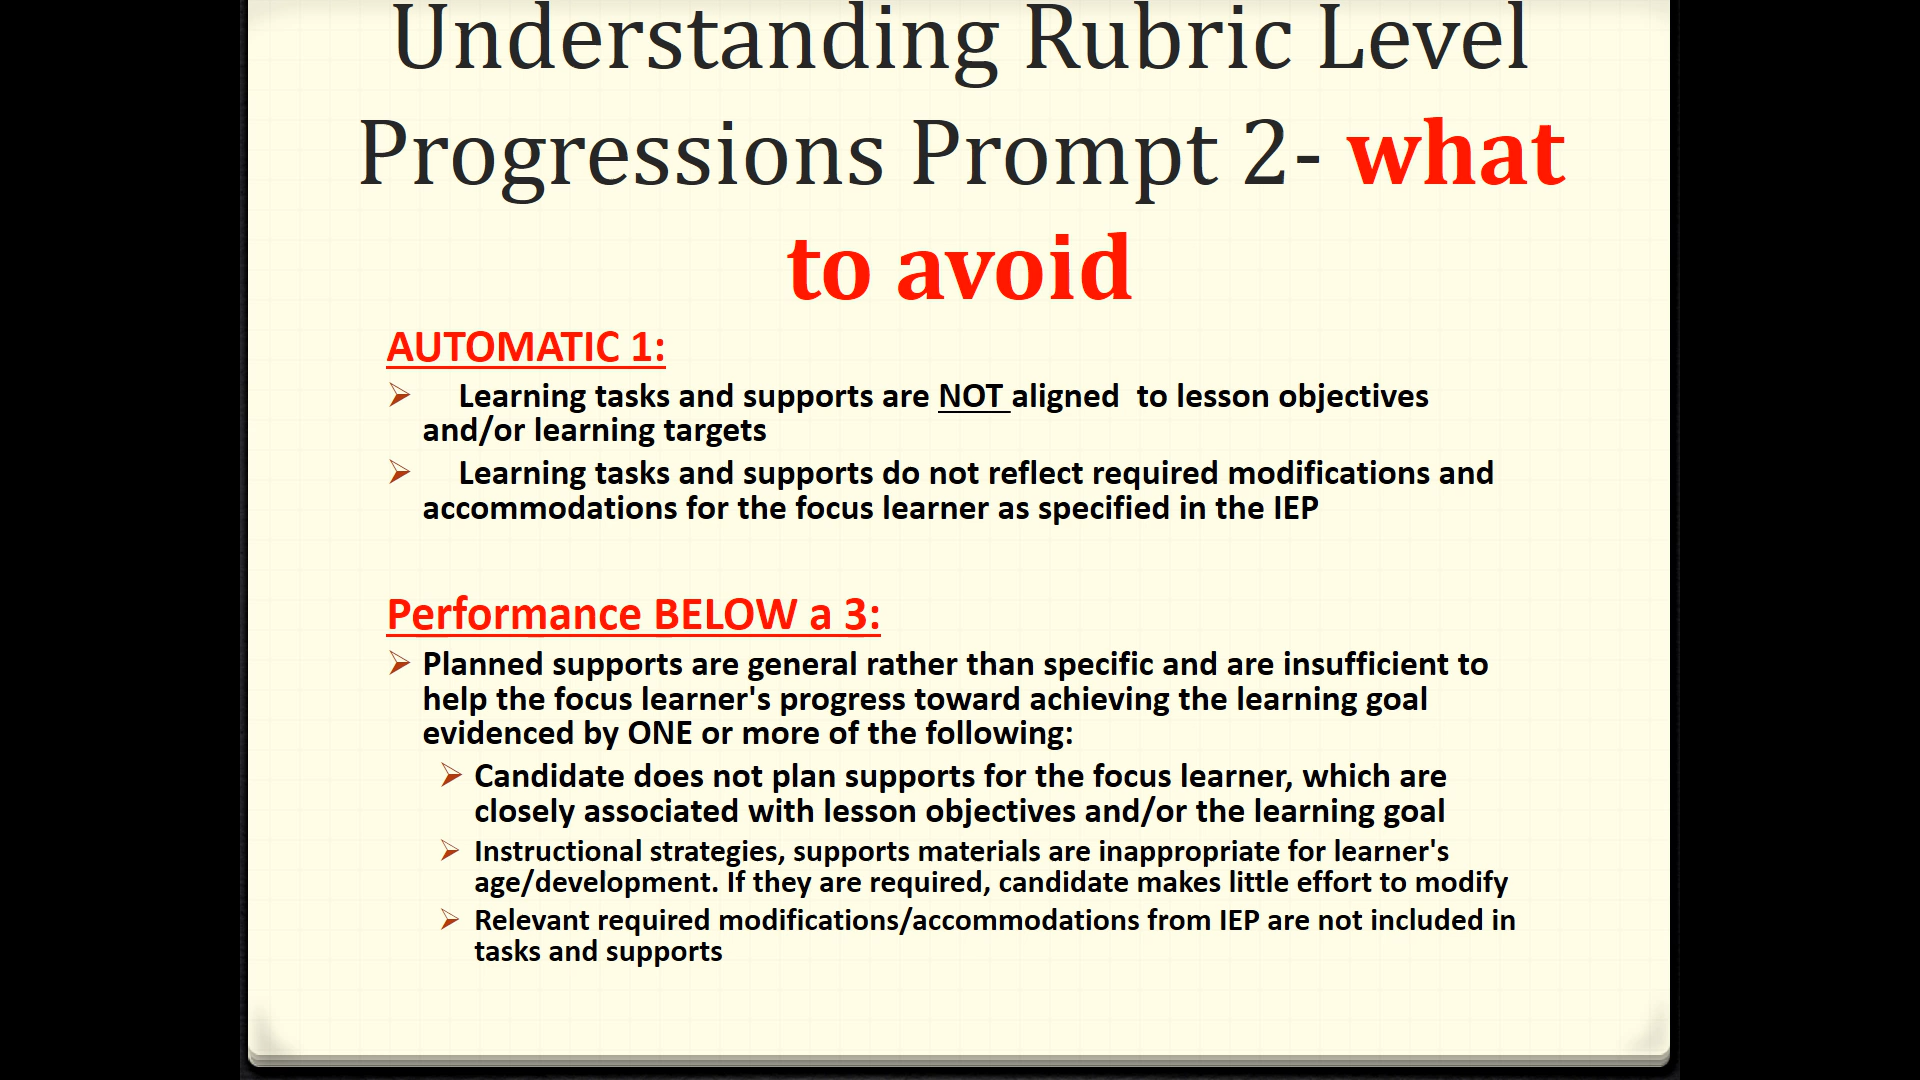 Understanding Rubric Level
Progressions Prompt 2- what
to avoid
AUTOMATIC 1:
Learning tasks and supports are NOT aligned to lesson objectives
and/or learning targets
Learning tasks and supports do not reflect required modifications and
accommodations for the focus learner as specified in the IEP
Performance BELOW a 3:
Planned supports are general rather than specific and are insufficient to
help the focus learner's progress toward achieving the learning goal
evidenced by ONE or more of the following:
Candidate does not plan supports for the focus learner, which are
closely associated with lesson objectives and/or the learning goal
Instructional strategies, supports materials are inappropriate for learner's
age/development. If they are required, candidate makes little effort to modify
Relevant required modifications/accommodations from IEP are not included in
tasks and supports